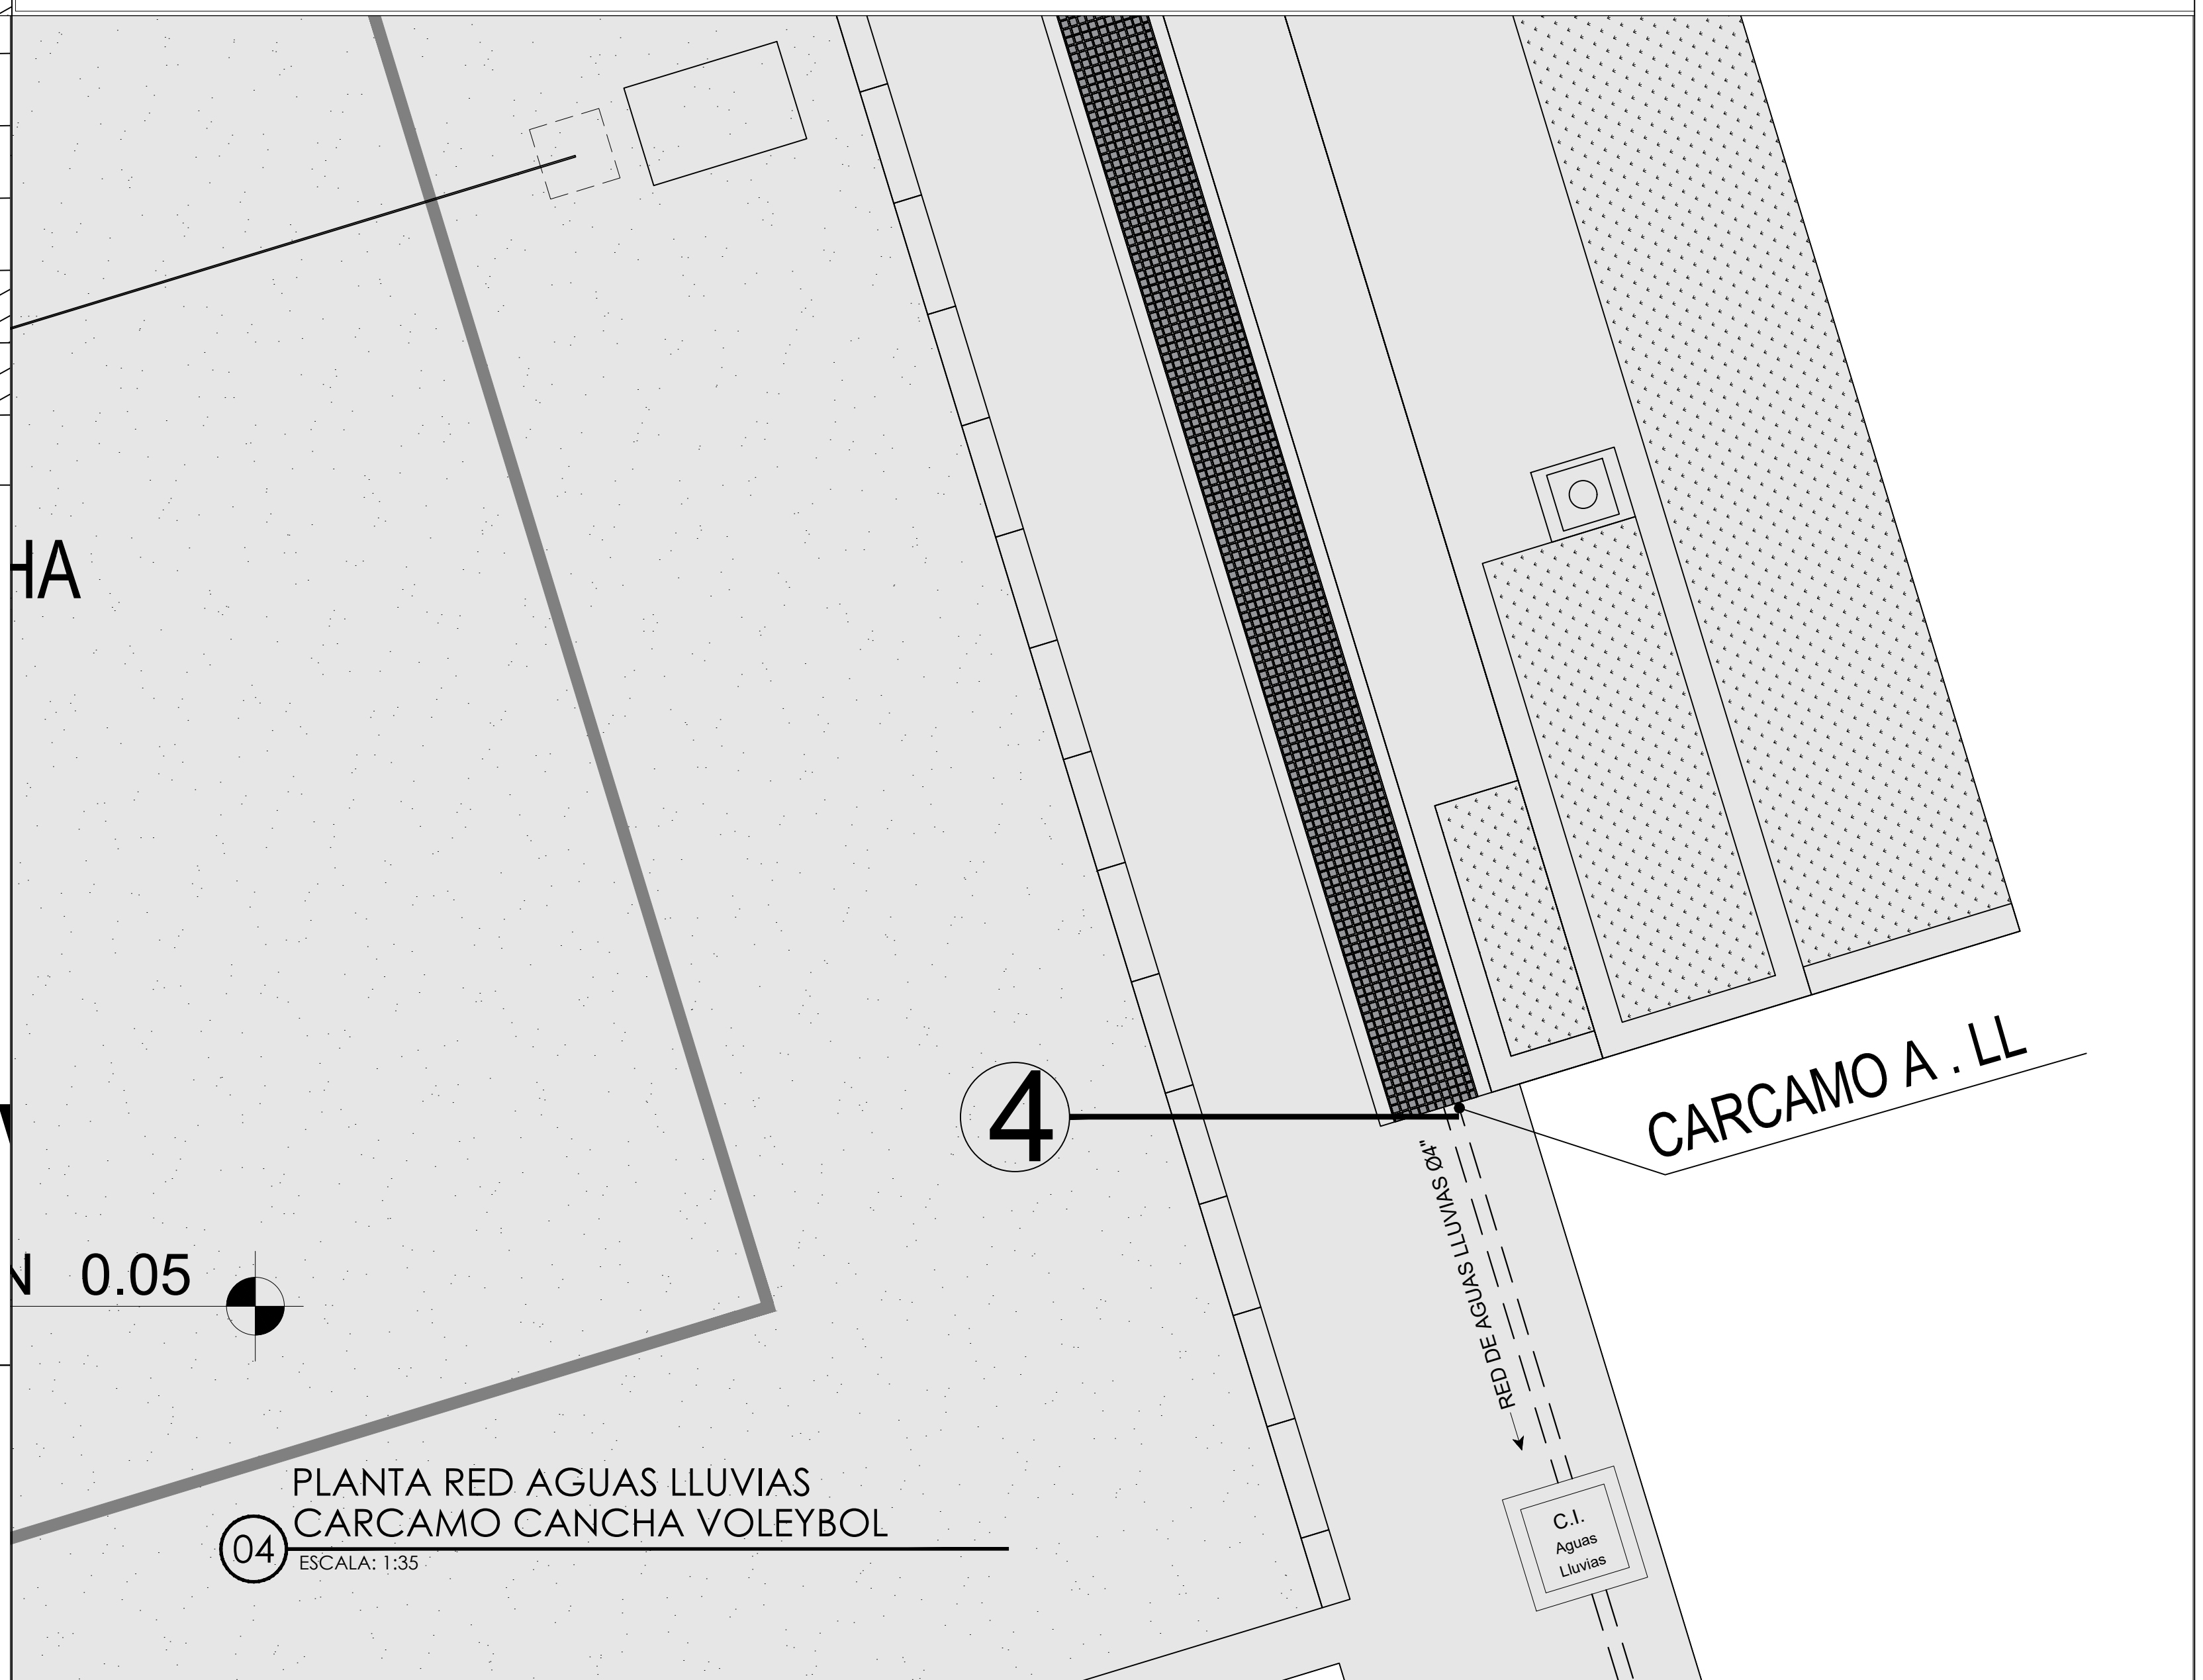 HA
4
CARCAMO A . LL
RED DE AGUAS LLUVIAS Ø4"
N 0.05
PLANTA RED AGUAS LLUVIAS
CARCAMO CANCHA VOLEYBOL
04
ESCALA: 1:35
C.I.
Aguas
Lluvias